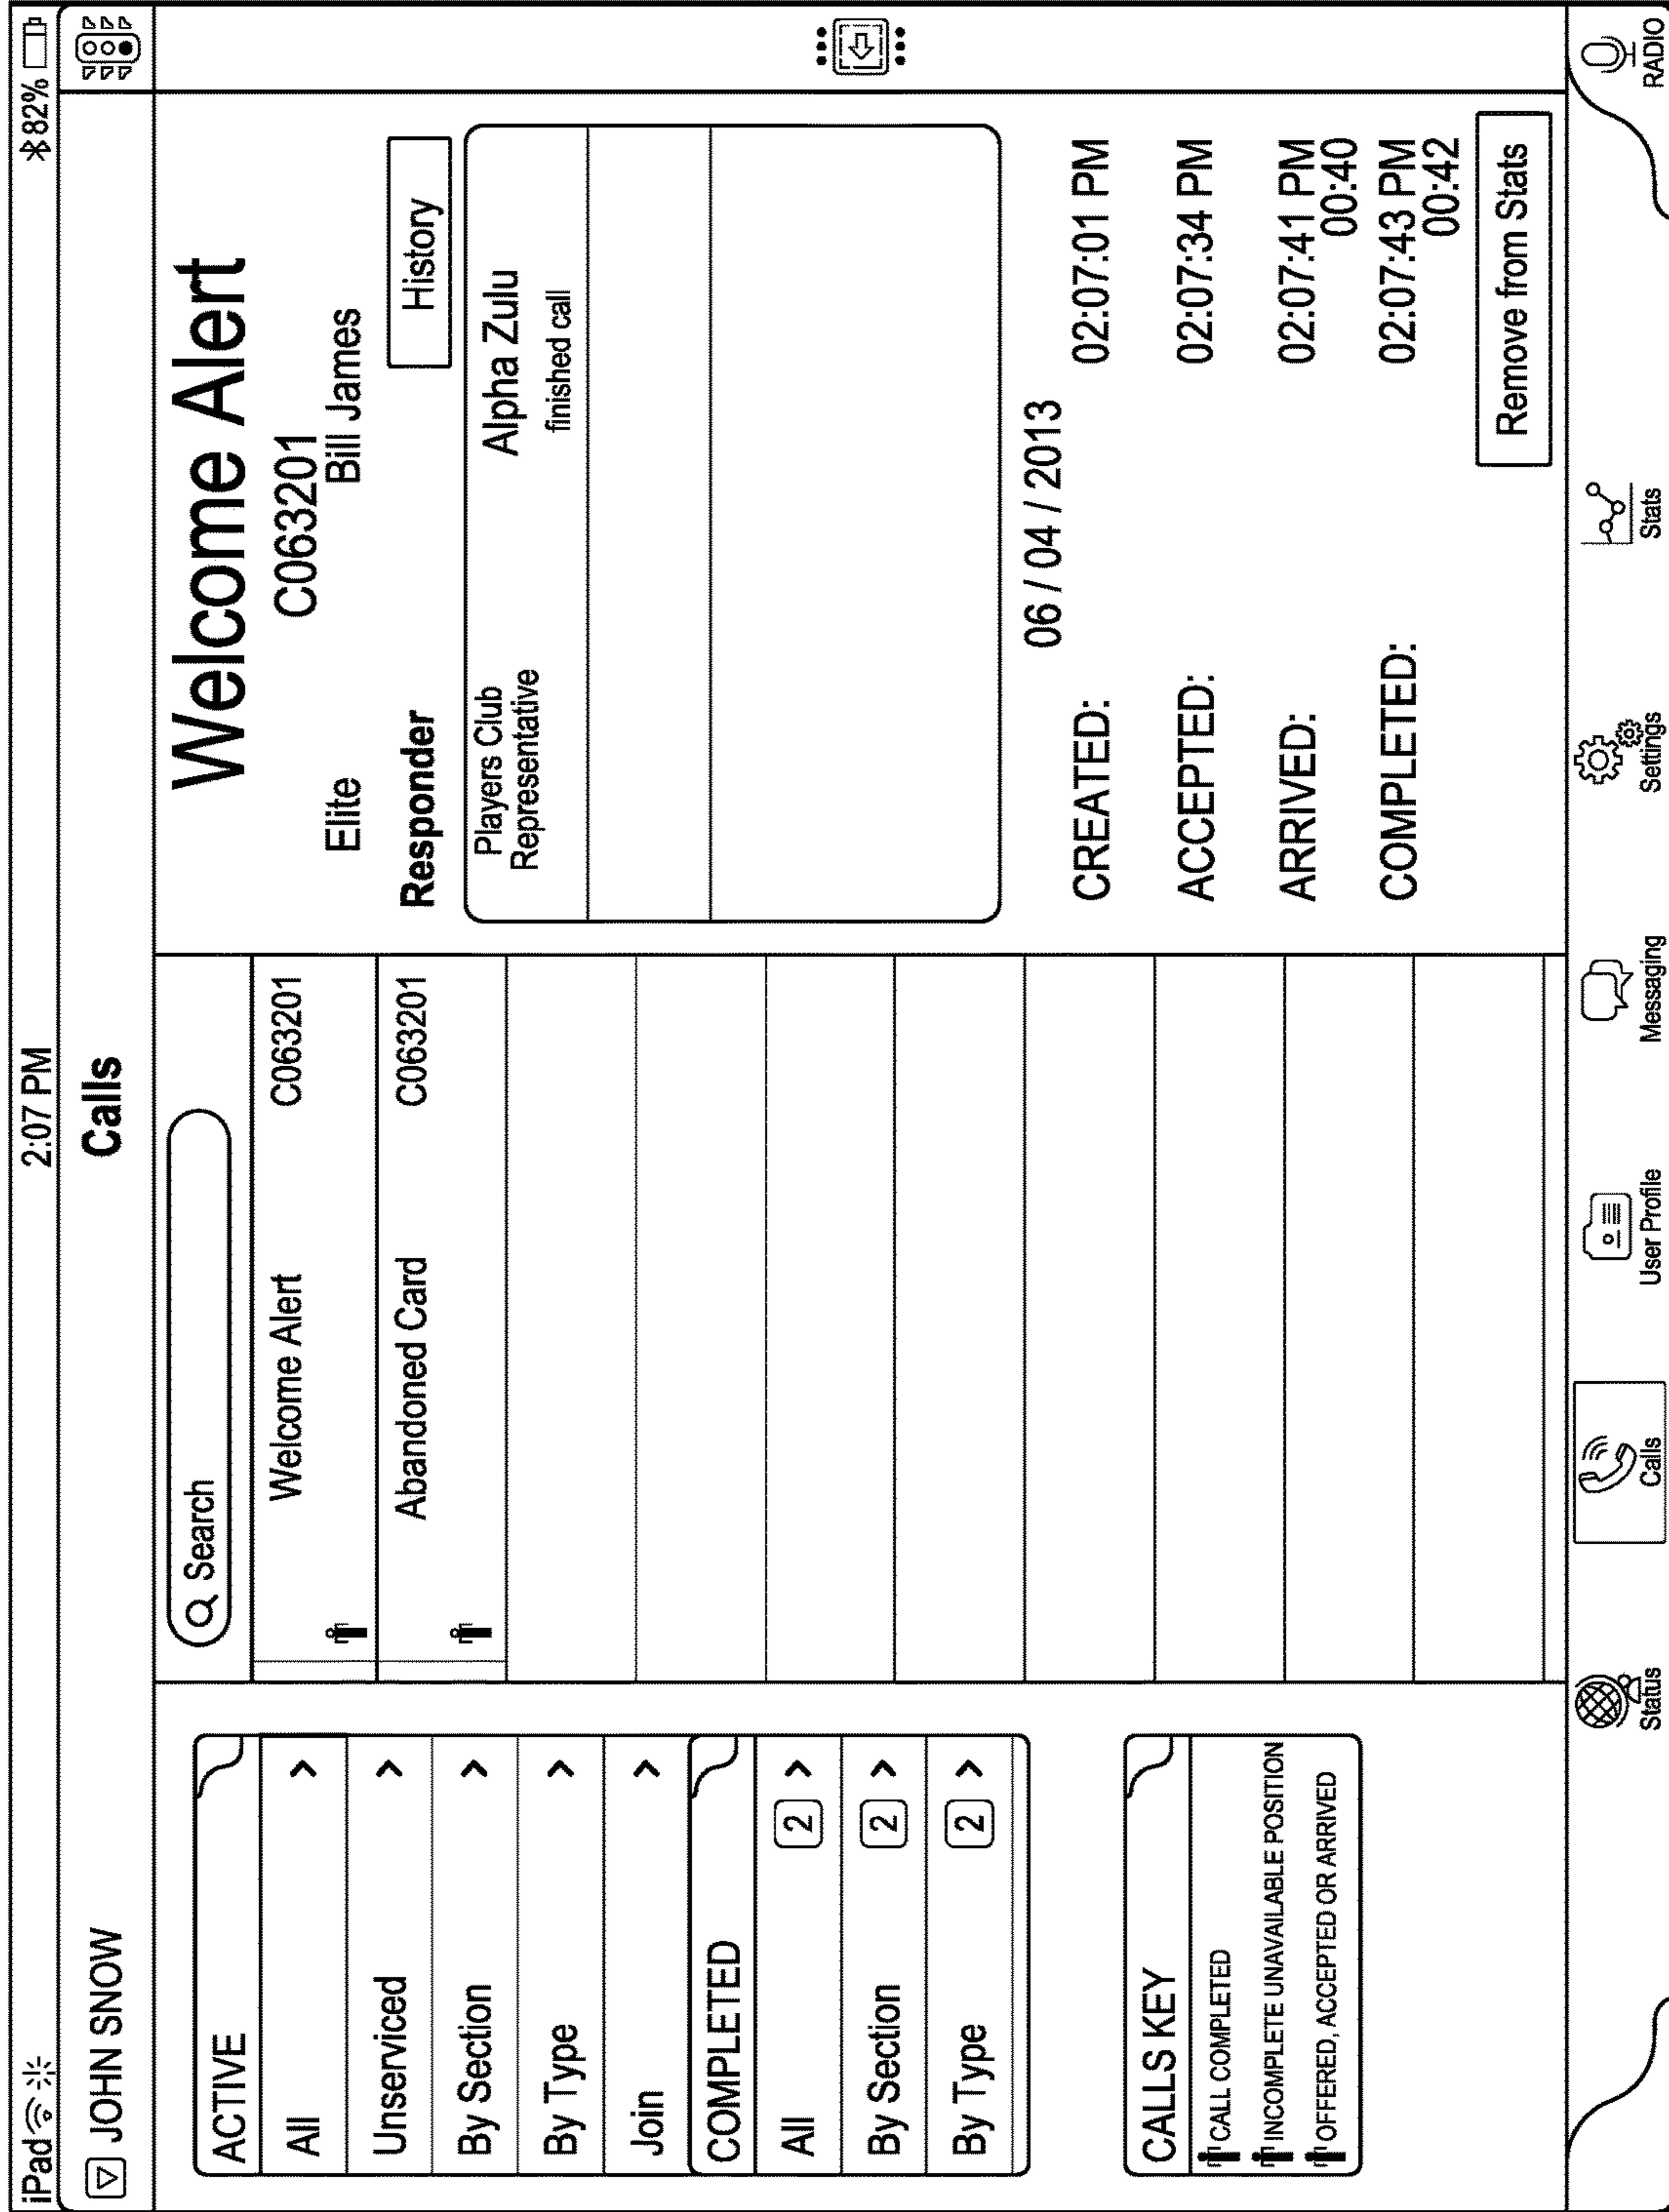 iPad
2:07 PM
82%
JOHN SNOW
Calls
ACTIVE
All >
Unserviced >
By Section >
By Type >
Join >
COMPLETED
All 2 >
By Section 2 >
By Type 2 >
CALLS KEY
CALL COMPLETED
INCOMPLETE UNAVAILABLE POSITION
OFFERED, ACCEPTED OR ARRIVED
Search
Welcome Alert C063201
Abandoned Card C063201
Welcome Alert
C063201
Elite Bill James
Responder History
Players Club
Representative
Alpha Zulu
finished call
06 / 04 / 2013
CREATED: 02:07:01 PM
ACCEPTED: 02:07:34 PM
ARRIVED: 02:07:41 PM
00:40
COMPLETED: 02:07:43 PM
00:42
Remove from Stats
Status
Calls
User Profile
Messaging
Settings
Stats
RADIO